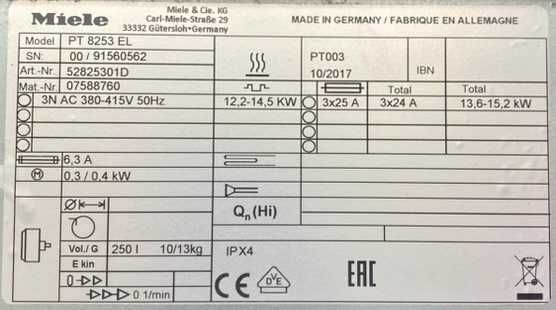 Miele
Miele & Cie. KG
Carl-Miele-Straße 29
33332 Gütersloh•Germany
MADE IN GERMANY / FABRIQUE EN ALLEMAGNE
Model PT 8253 EL
SN: 00 / 91560562
Art.-Nr. 52825301D
Mat.-Nr. 07588760
PT003
10/2017
IBN
3N AC 380-415V 50Hz
12,2-14,5 KW
3x25 A
Total
3x24 A
Total
13,6-15,2 kW
6,3 A
M
0,3 / 0,4 kW
Qn (Hi)
Ø
Vol./ G 250 l 10/13kg
E kin
0
0 1/min
IPX4
CE
DVE
EAC